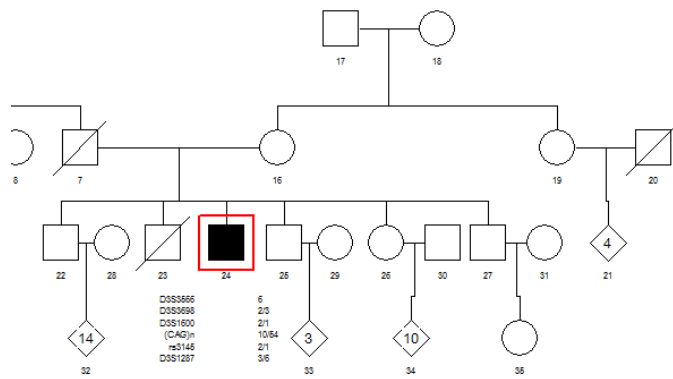 17 18
8 7 16 19 20
4
22 28 23 24 25 29 26 30 27 31 21
D3S3566 6
D3S3698 2/3
D3S1600 2/1
14 (CAG)n 10/54 3 10
rs3145 2/1
D3S1287 3/6
32 33 34 35